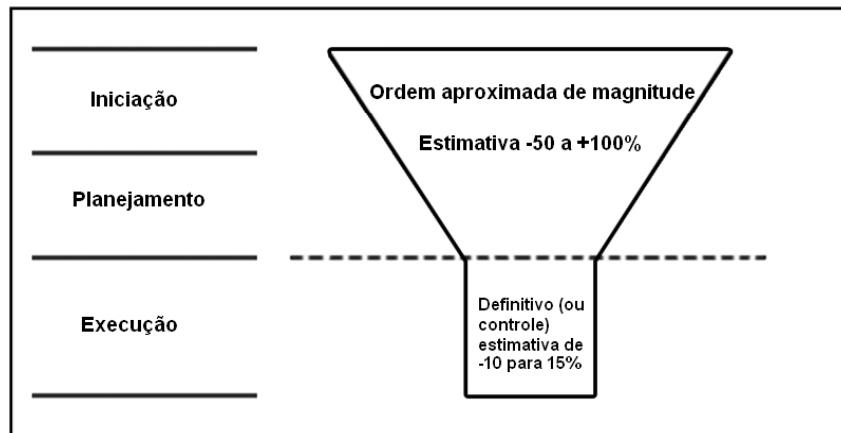 Iniciação
Ordem aproximada de magnitude
Estimativa -50 a +100%
Planejamento
Execução
Definitivo (ou
controle)
estimativa de
-10 para 15%